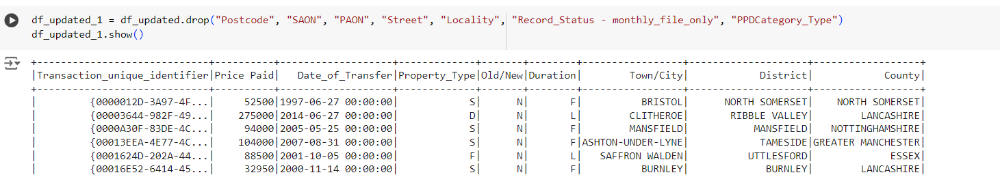 df_updated_1 = df_updated.drop("Postcode", "SAON", "PAON", "Street", "Locality", "Record_Status - monthly_file_only", "PPDCategory_Type")
df_updated_1.show()
+--------------------------+----------+-------------------+-------------+-------+--------+----------------+--------------+------------------+
|Transaction_unique_identifier|Price Paid|   Date_of_Transfer|Property_Type|Old/New|Duration|       Town/City|      District|            County|
+--------------------------+----------+-------------------+-------------+-------+--------+----------------+--------------+------------------+
|         {0000012D-3A97-4F...|     52500|1997-06-27 00:00:00|            S|      N|       F|         BRISTOL|NORTH SOMERSET|    NORTH SOMERSET|
|         {00003644-982F-49...|    275000|2014-06-27 00:00:00|            D|      N|       L|       CLITHEROE| RIBBLE VALLEY|        LANCASHIRE|
|         {0000A30F-83DE-4C...|     94000|2005-05-25 00:00:00|            S|      N|       F|       MANSFIELD|     MANSFIELD|   NOTTINGHAMSHIRE|
|         {00013EEA-4E77-4C...|    104000|2007-08-31 00:00:00|            S|      N|       F|ASHTON-UNDER-LYNE|      TAMESIDE|GREATER MANCHESTER|
|         {0001624D-202A-44...|     88500|2001-10-05 00:00:00|            F|      N|       L|  SAFFRON WALDEN|    UTTLESFORD|             ESSEX|
|         {00016E52-6414-45...|     32950|2000-11-14 00:00:00|            S|      N|       F|         BURNLEY|       BURNLEY|        LANCASHIRE|